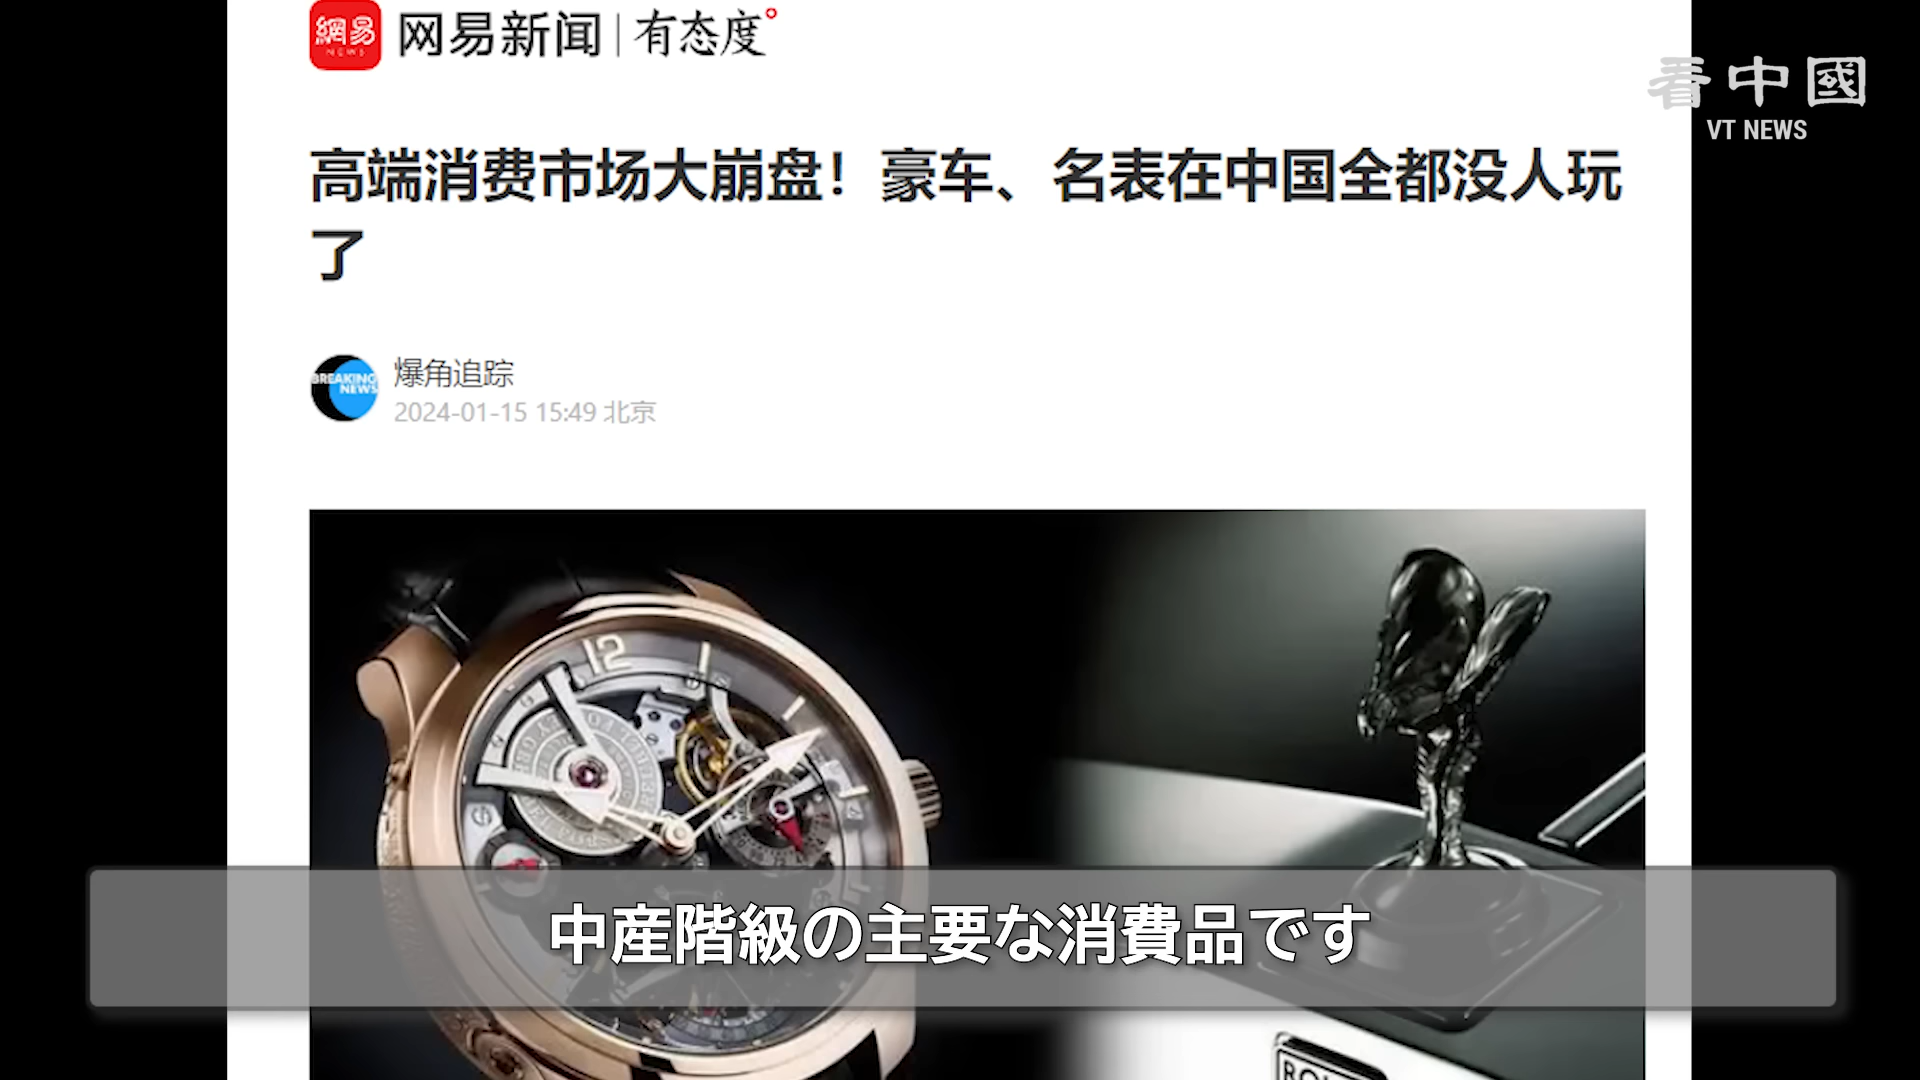 網易
NEWS
网易新闻 | 有态度°
看中國
VT NEWS
高端消费市场大崩盘！豪车、名表在中国全都没人玩
了
BREAKING
NEWS
爆角追踪
2024-01-15 15:49 北京
12
中産階級の主要な消費品です